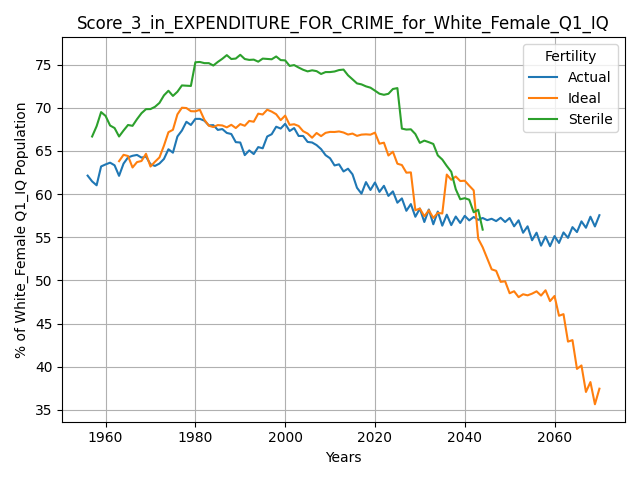 Score_3_in_EXPENDITURE_FOR_CRIME_for_White_Female_Q1_IQ
Fertility
Actual
Ideal
Sterile
% of White_Female Q1_IQ Population
75
70
65
60
55
50
45
40
35
1960 1980 2000 2020 2040 2060
Years